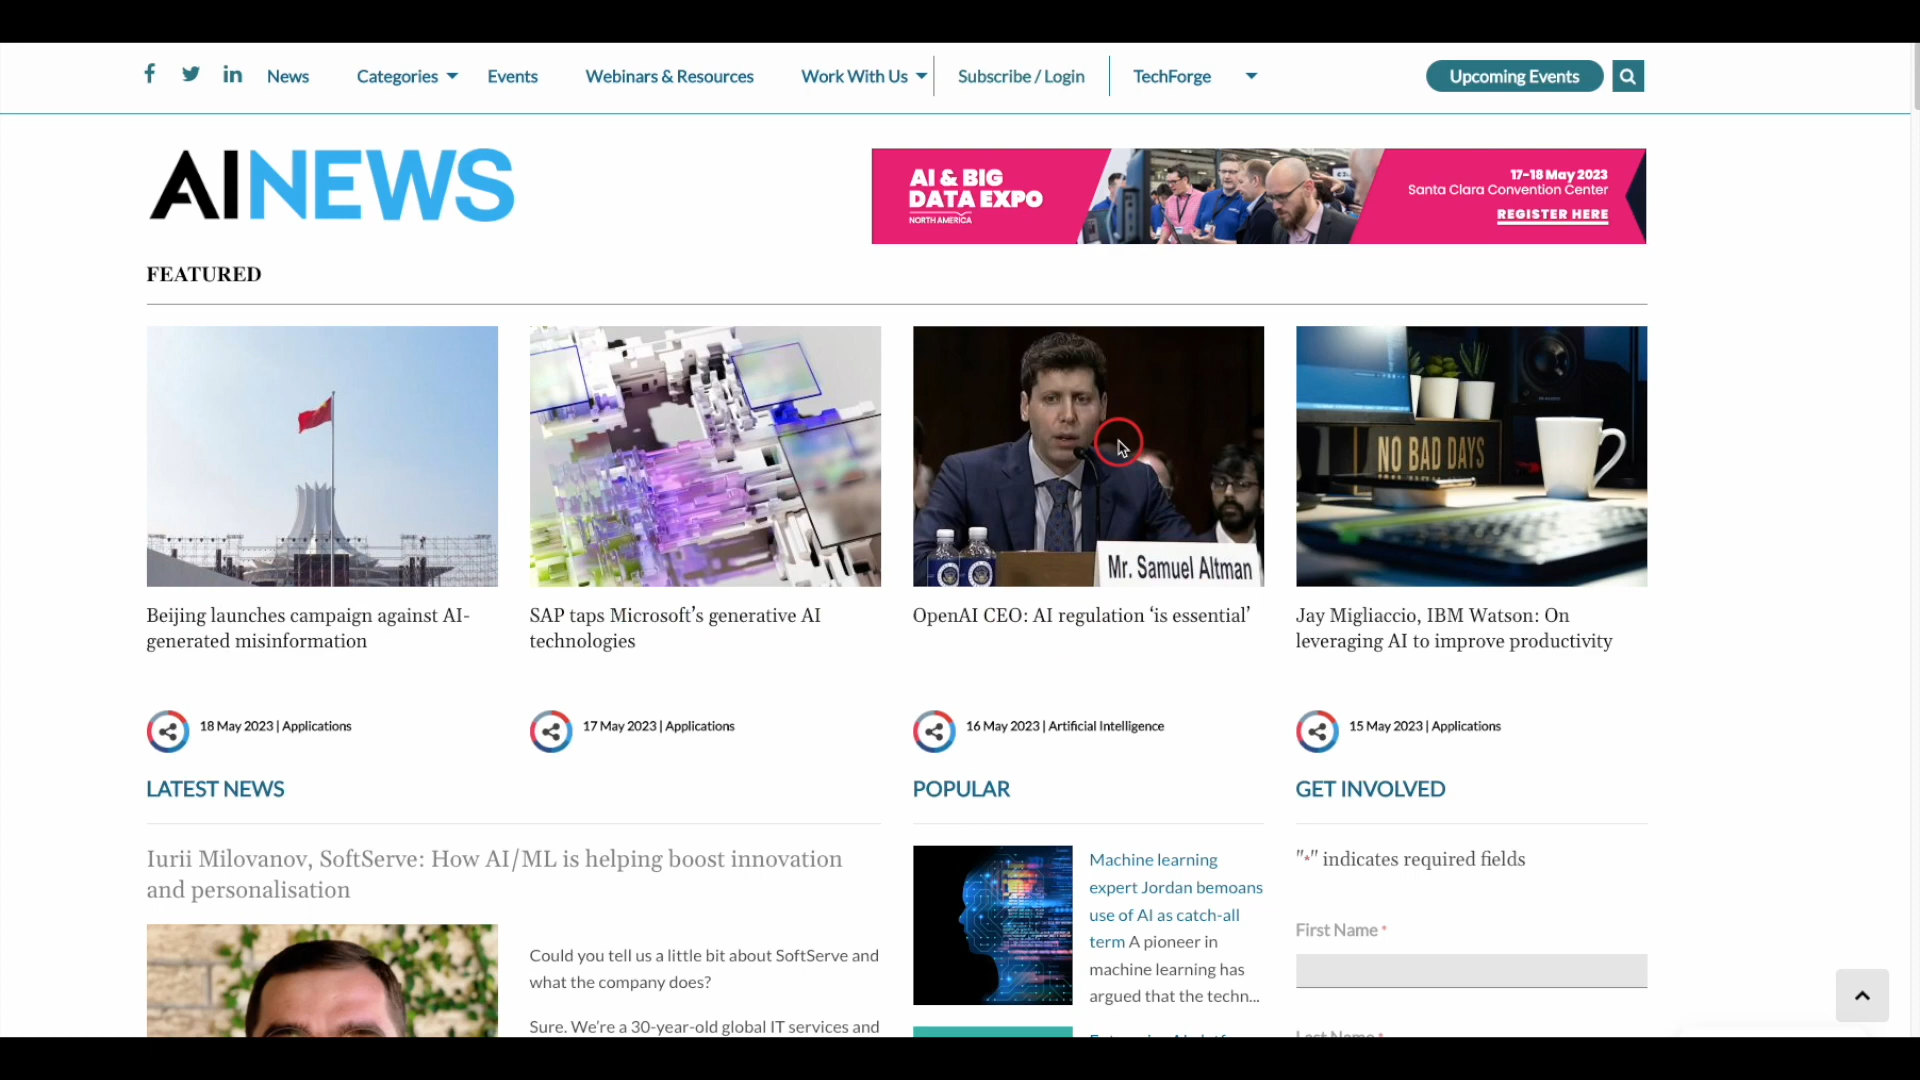 News
Categories
Events
Webinars & Resources
Work With Us
Subscribe / Login
TechForge
Upcoming Events
AINEWS
AI & BIG
DATA EXPO
NORTH AMERICA
17-18 May 2023
Santa Clara Convention Center
REGISTER HERE
FEATURED
Mr. Samuel Altman
NO BAD DAYS
Beijing launches campaign against AI-
generated misinformation
SAP taps Microsoft’s generative AI
technologies
OpenAI CEO: AI regulation ‘is essential’
Jay Migliaccio, IBM Watson: On
leveraging AI to improve productivity
18 May 2023 | Applications
17 May 2023 | Applications
16 May 2023 | Artificial Intelligence
15 May 2023 | Applications
LATEST NEWS
Iurii Milovanov, SoftServe: How AI/ML is helping boost innovation
and personalisation
Could you tell us a little bit about SoftServe and
what the company does?
Sure. We’re a 30-year-old global IT services and
POPULAR
Machine learning
expert Jordan bemoans
use of AI as catch-all
term A pioneer in
machine learning has
argued that the techn...
GET INVOLVED
"*" indicates required fields
First Name *
Last Name *